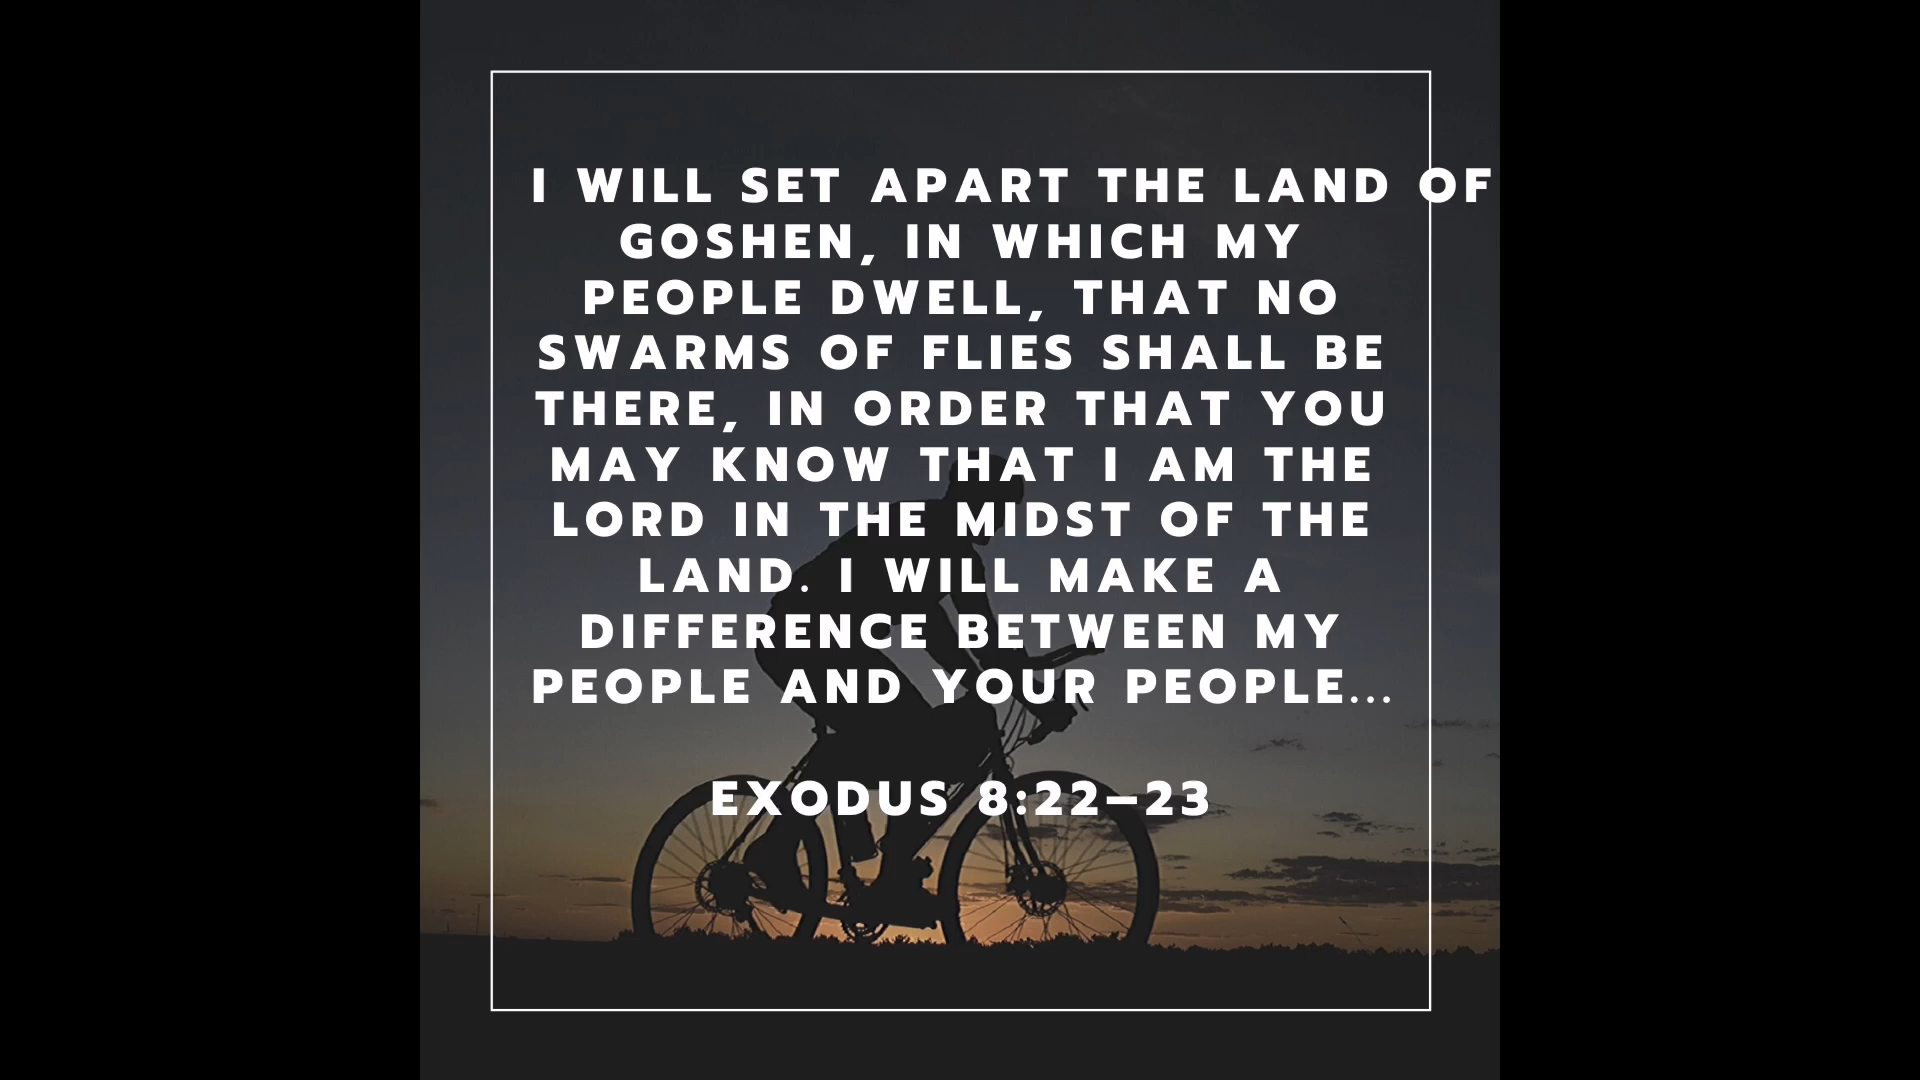 I WILL SET APART THE LAND OF
GOSHEN, IN WHICH MY
PEOPLE DWELL, THAT NO
SWARMS OF FLIES SHALL BE
THERE, IN ORDER THAT YOU
MAY KNOW THAT I AM THE
LORD IN THE MIDST OF THE
LAND. I WILL MAKE A
DIFFERENCE BETWEEN MY
PEOPLE AND YOUR PEOPLE...
EXODUS 8:22–23